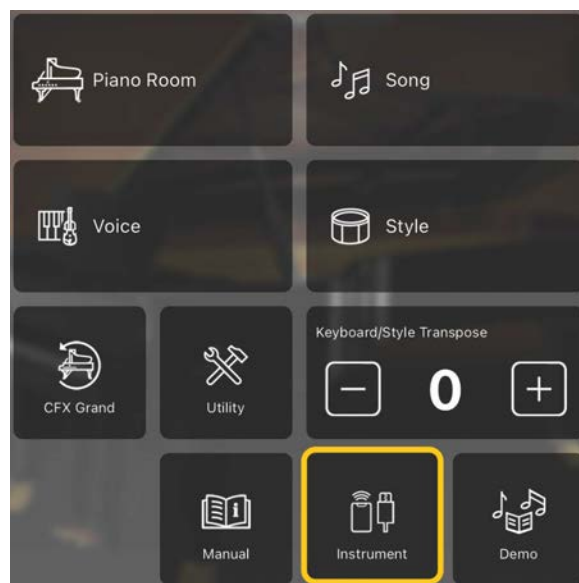 Piano Room
Song
Voice
Style
CFX Grand
Utility
Keyboard/Style Transpose
0
Manual
Instrument
Demo